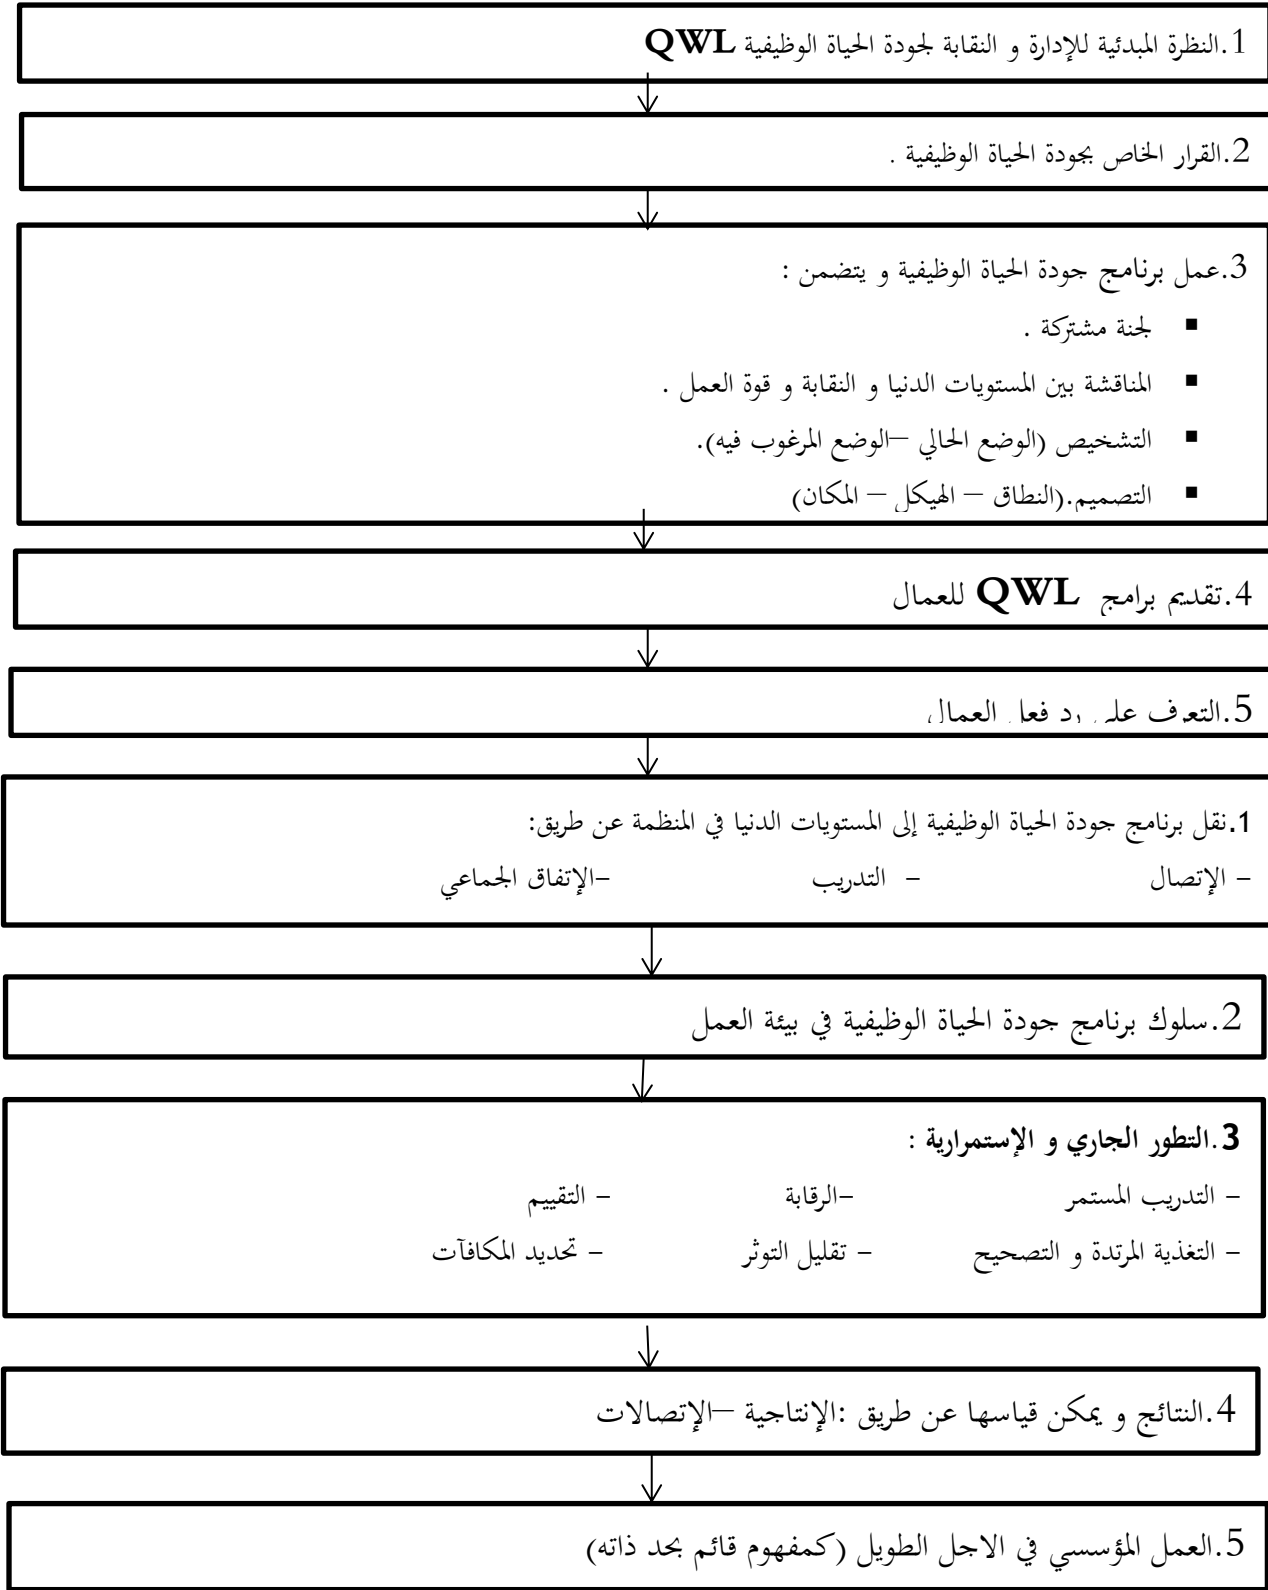 1.النظرة المبدئية للإدارة و النقابة لجودة الحياة الوظيفية QWL
2.القرار الخاص بجودة الحياة الوظيفية .
3.عمل برنامج جودة الحياة الوظيفية و يتضمن :
▪ لجنة مشتركة .
▪ المناقشة بين المستويات الدنيا و النقابة و قوة العمل .
▪ التشخيص (الوضع الحالي –الوضع المرغوب فيه).
▪ التصميم.(النطاق – الهيكل – المكان)
4.تقديم برامج QWL للعمال
5.التعرف على رد فعل العمال
1.نقل برنامج جودة الحياة الوظيفية إلى المستويات الدنيا في المنظمة عن طريق:
- الإتصال - التدريب -الإتفاق الجماعي
2.سلوك برنامج جودة الحياة الوظيفية في بيئة العمل
3.التطور الجاري و الإستمرارية :
- التدريب المستمر -الرقابة - التقييم
- التغذية المرتدة و التصحيح - تقليل التوثر - تحديد المكافآت
4.النتائج و يمكن قياسها عن طريق :الإنتاجية –الإتصالات
5.العمل المؤسسي في الاجل الطويل (كمفهوم قائم بحد ذاته)